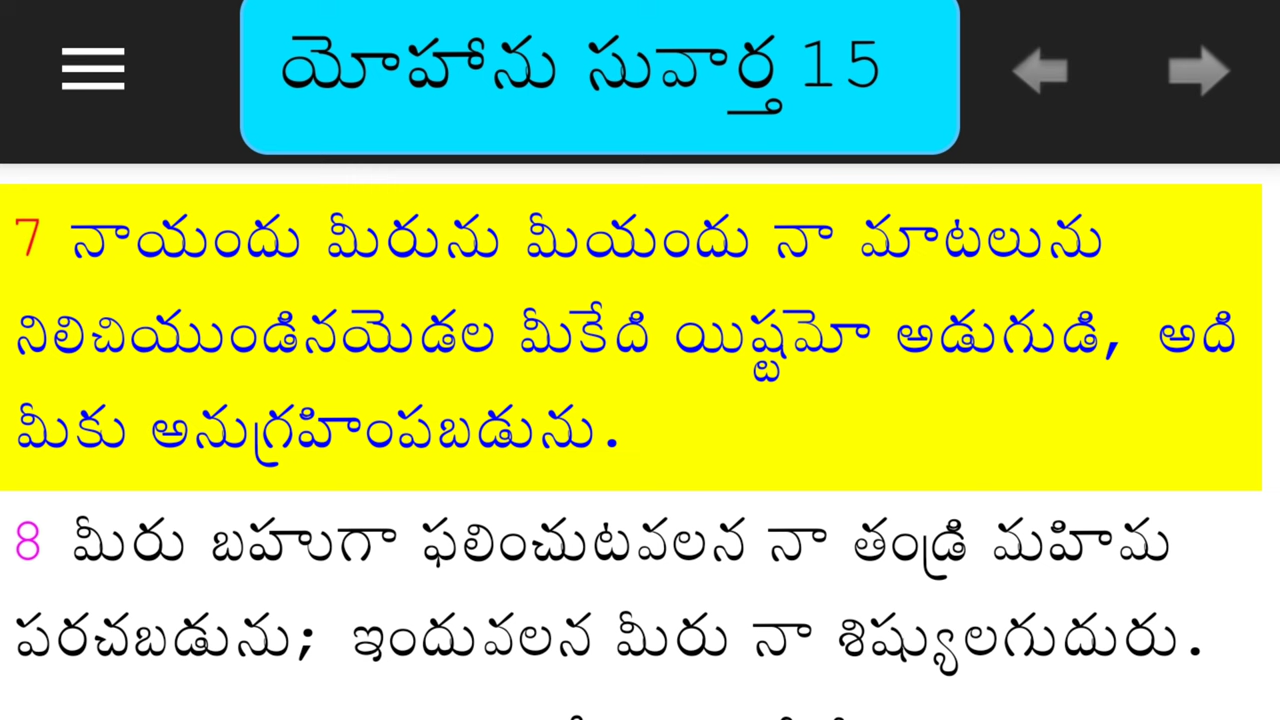 యోహాను సువార్త 15
7 నాయందు మీరును మీయందు నా మాటలును
నిలిచియుండినయెడల మీకేది యిష్టమో అడుగుడి, అది
మీకు అనుగ్రహింపబడును.
8 మీరు బహుగా ఫలించుటవలన నా తండ్రి మహిమ
పరచబడును; ఇందువలన మీరు నా శిష్యులగుదురు.